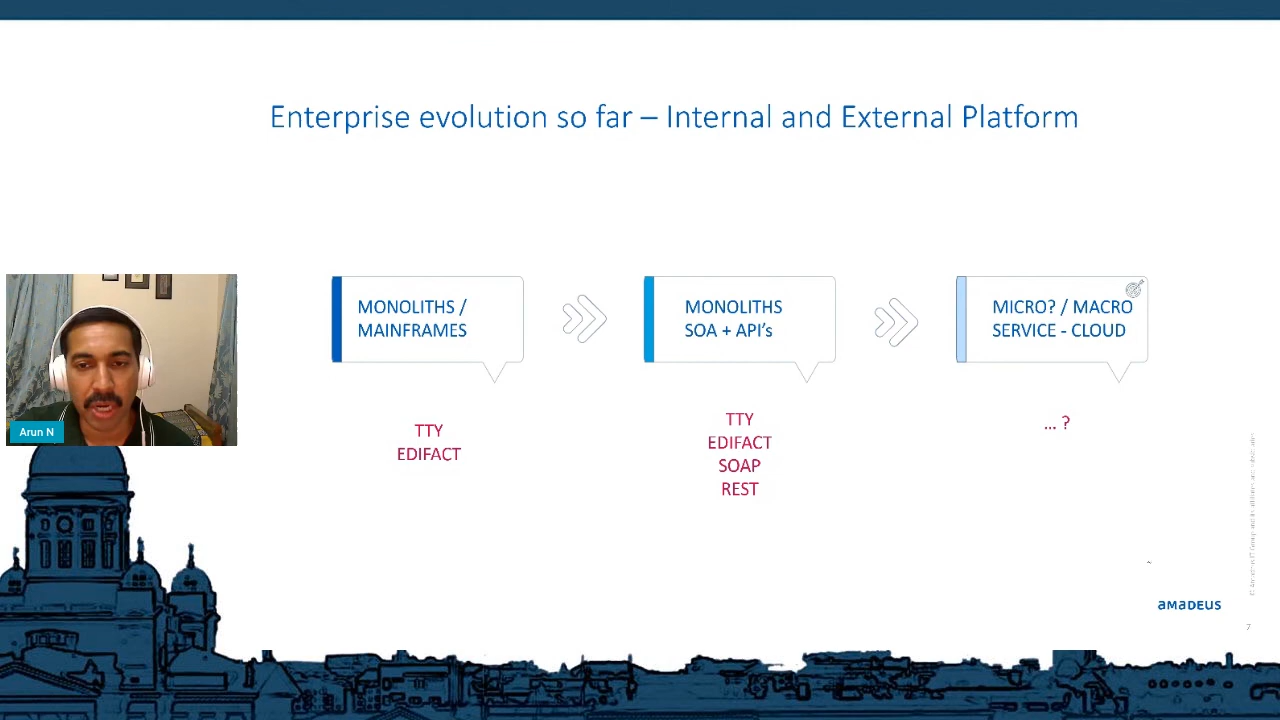 Enterprise evolution so far – Internal and External Platform
MONOLITHS /
MAINFRAMES
MONOLITHS
SOA + API's
MICRO? / MACRO
SERVICE - CLOUD
TTY
EDIFACT
TTY
EDIFACT
SOAP
REST
... ?
Arun N
amadeus
7